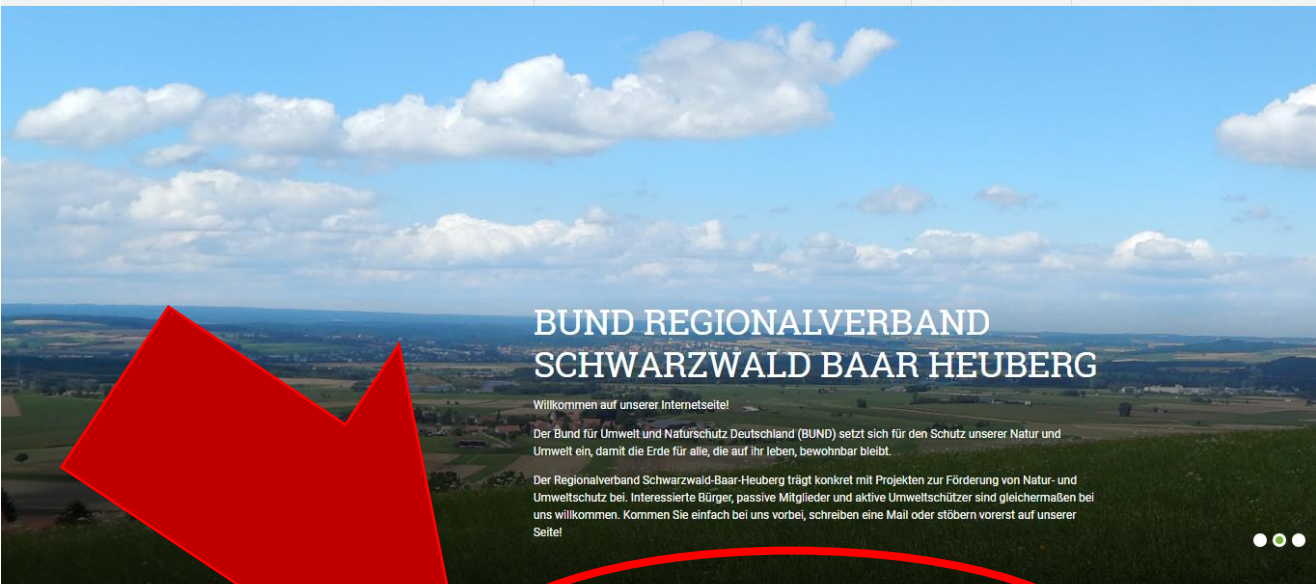 BUND REGIONALVERBAND
SCHWARZWALD BAAR HEUBERG
Willkommen auf unserer Internetseite!
Der Bund für Umwelt und Naturschutz Deutschland (BUND) setzt sich für den Schutz unserer Natur und
Umwelt ein, damit die Erde für alle, die auf ihr leben, bewohnbar bleibt.
Der Regionalverband Schwarzwald-Baar-Heuberg trägt konkret mit Projekten zur Förderung von Natur- und
Umweltschutz bei. Interessierte Bürger, passive Mitglieder und aktive Umweltschützer sind gleichermaßen bei
uns willkommen. Kommen Sie einfach bei uns vorbei, schreiben eine Mail oder stöbern vorerst auf unserer
Seite!